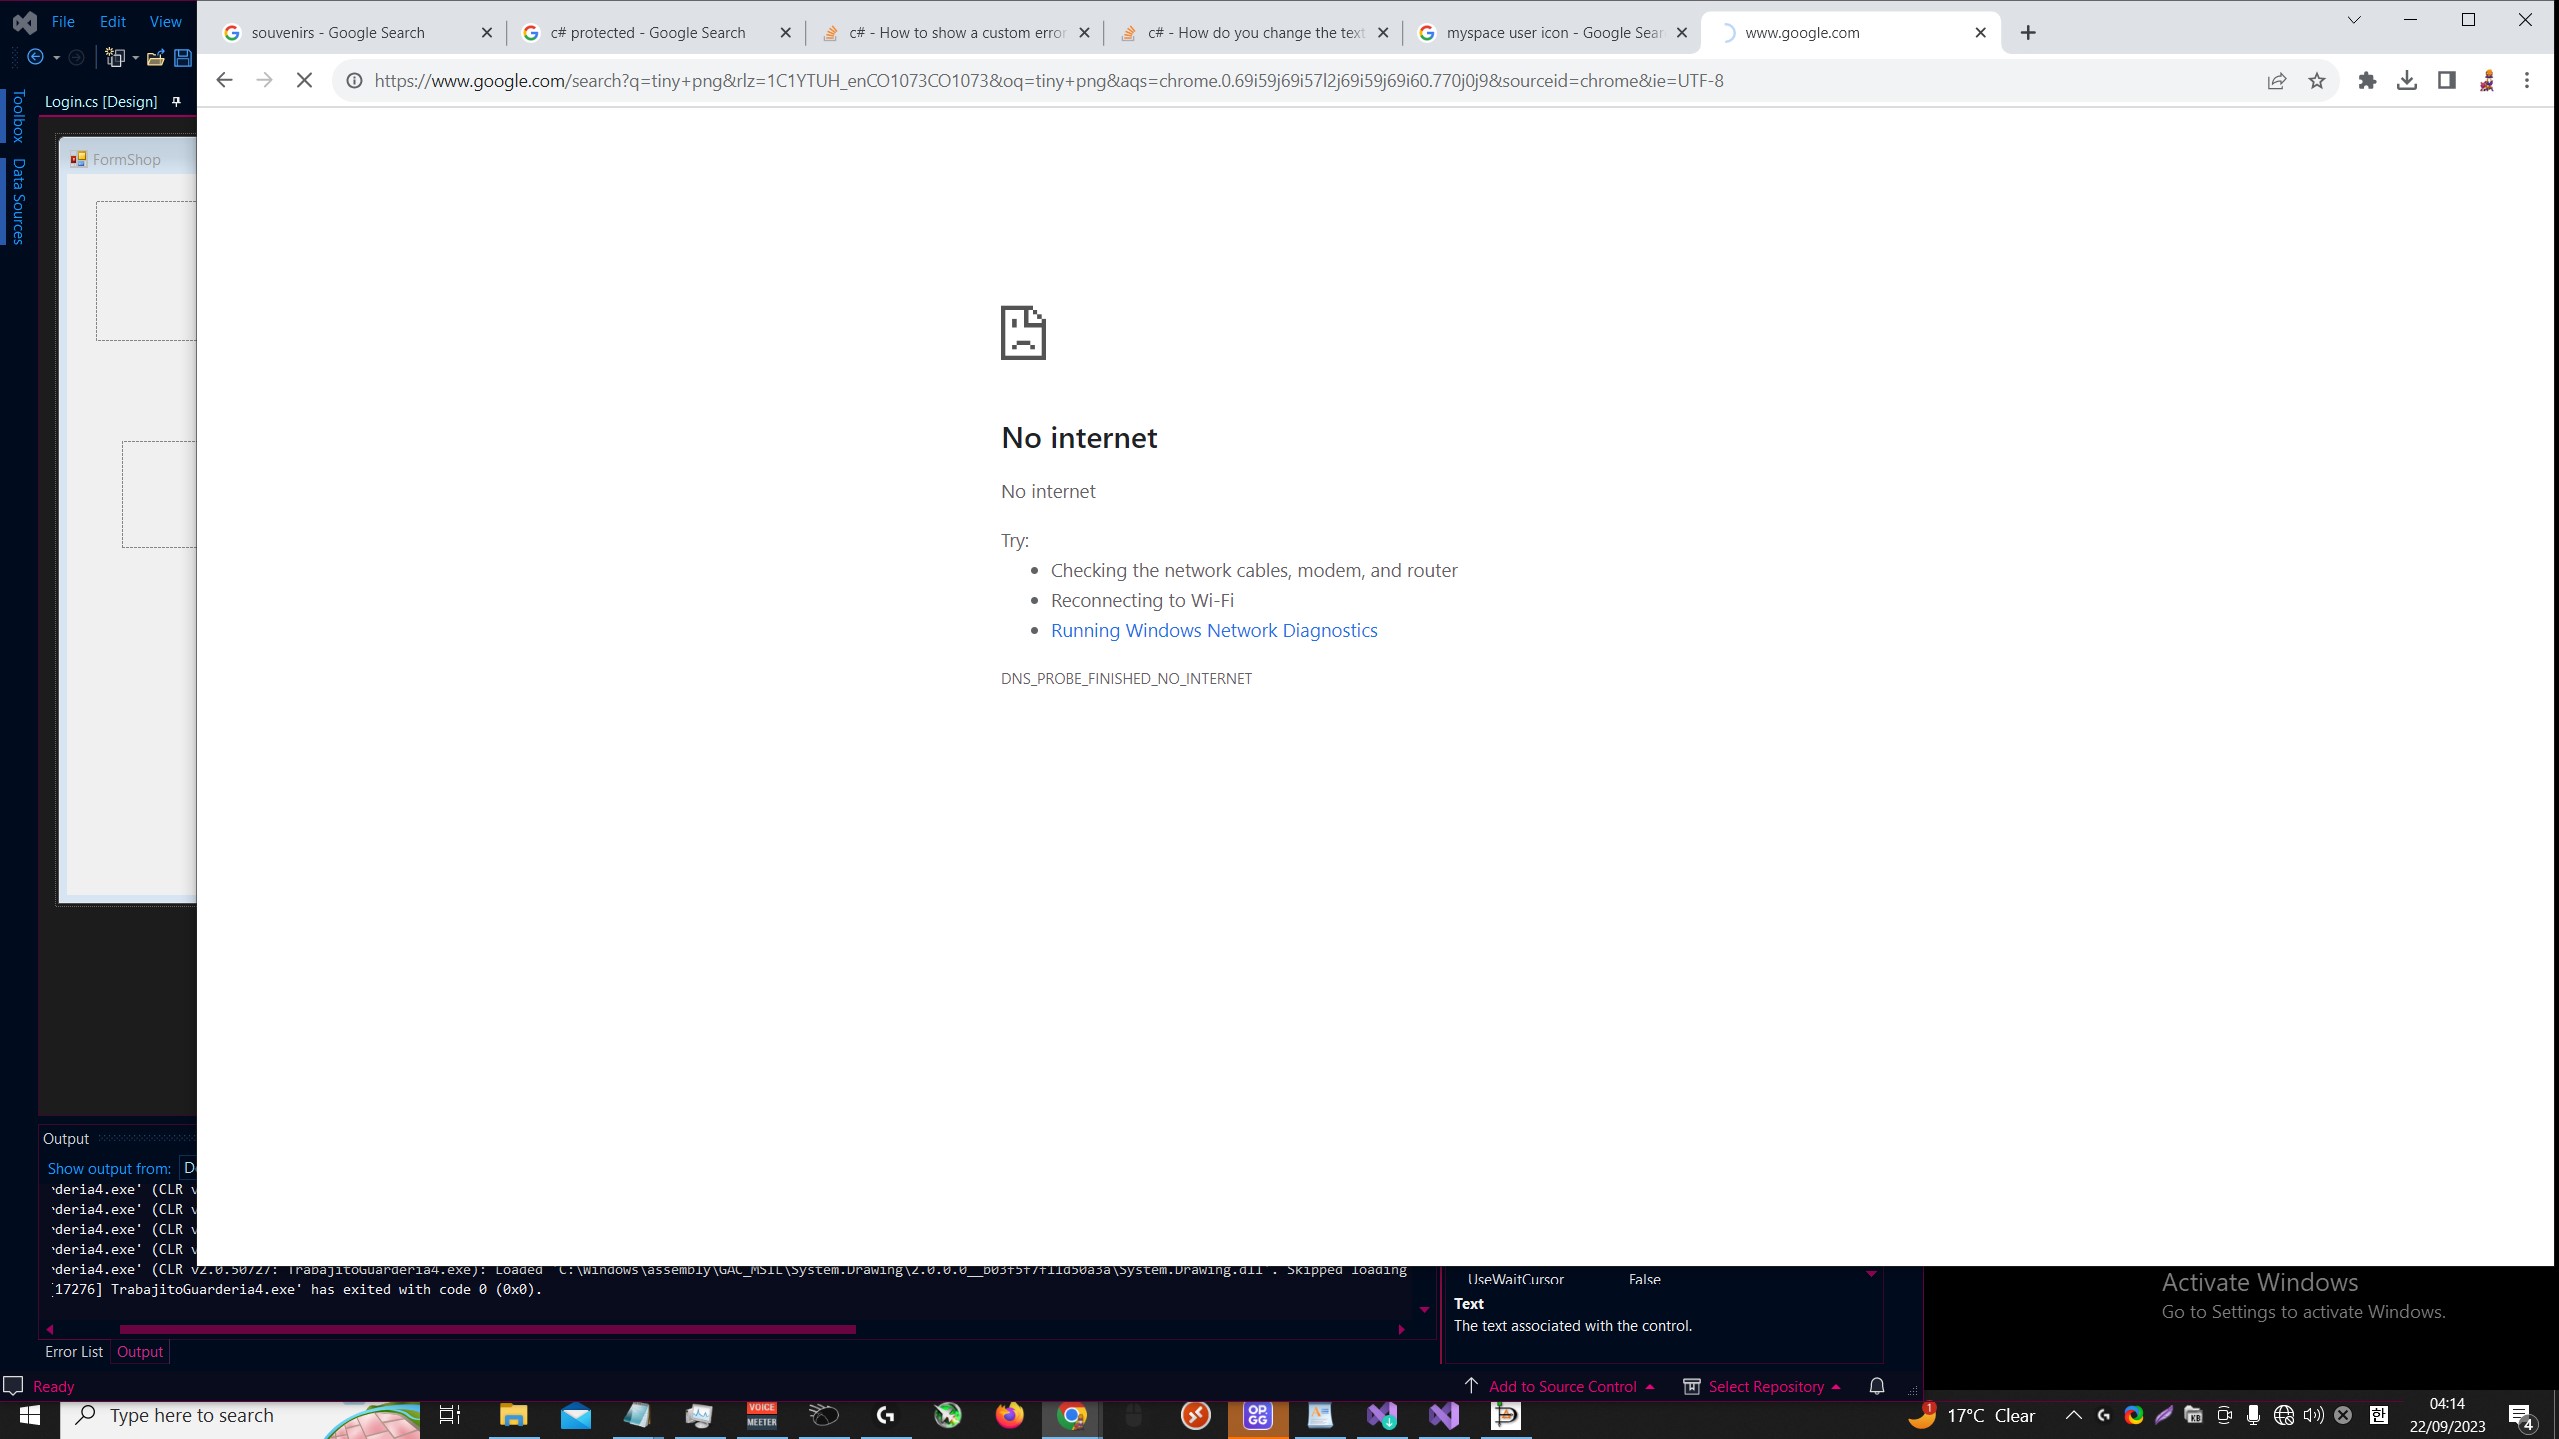 File Edit View
souvenirs - Google Search
c# protected - Google Search
c# - How to show a custom error
c# - How do you change the text
myspace user icon - Google Sear
www.google.com
https://www.google.com/search?q=tiny+png&rlz=1C1YTUH_enCO1073CO1073&oq=tiny+png&aqs=chrome.0.69i59j69i57l2j69i59j69i60.770j0j9&sourceid=chrome&ie=UTF-8
Toolbox
Data Sources
Login.cs [Design]
FormShop
No internet
No internet
Try:
Checking the network cables, modem, and router
Reconnecting to Wi-Fi
Running Windows Network Diagnostics
DNS_PROBE_FINISHED_NO_INTERNET
Output
Show output from: De
deria4.exe' (CLR v
deria4.exe' (CLR v
deria4.exe' (CLR v
deria4.exe' (CLR v
deria4.exe' (CLR v2.0.50727: TrabajitoGuarderia4.exe): Loaded 'C:\Windows\assembly\GAC_MSIL\System.Drawing\2.0.0.0__b03f5f7f11d50a3a\System.Drawing.dll'. Skipped loading
[17276] TrabajitoGuarderia4.exe' has exited with code 0 (0x0).
UseWaitCursor False
Text
The text associated with the control.
Activate Windows
Go to Settings to activate Windows.
Error List Output
Ready
Add to Source Control
Select Repository
Type here to search
VOICE
MEETER
OP.
GG
1
17°C Clear
한
04:14
22/09/2023
4